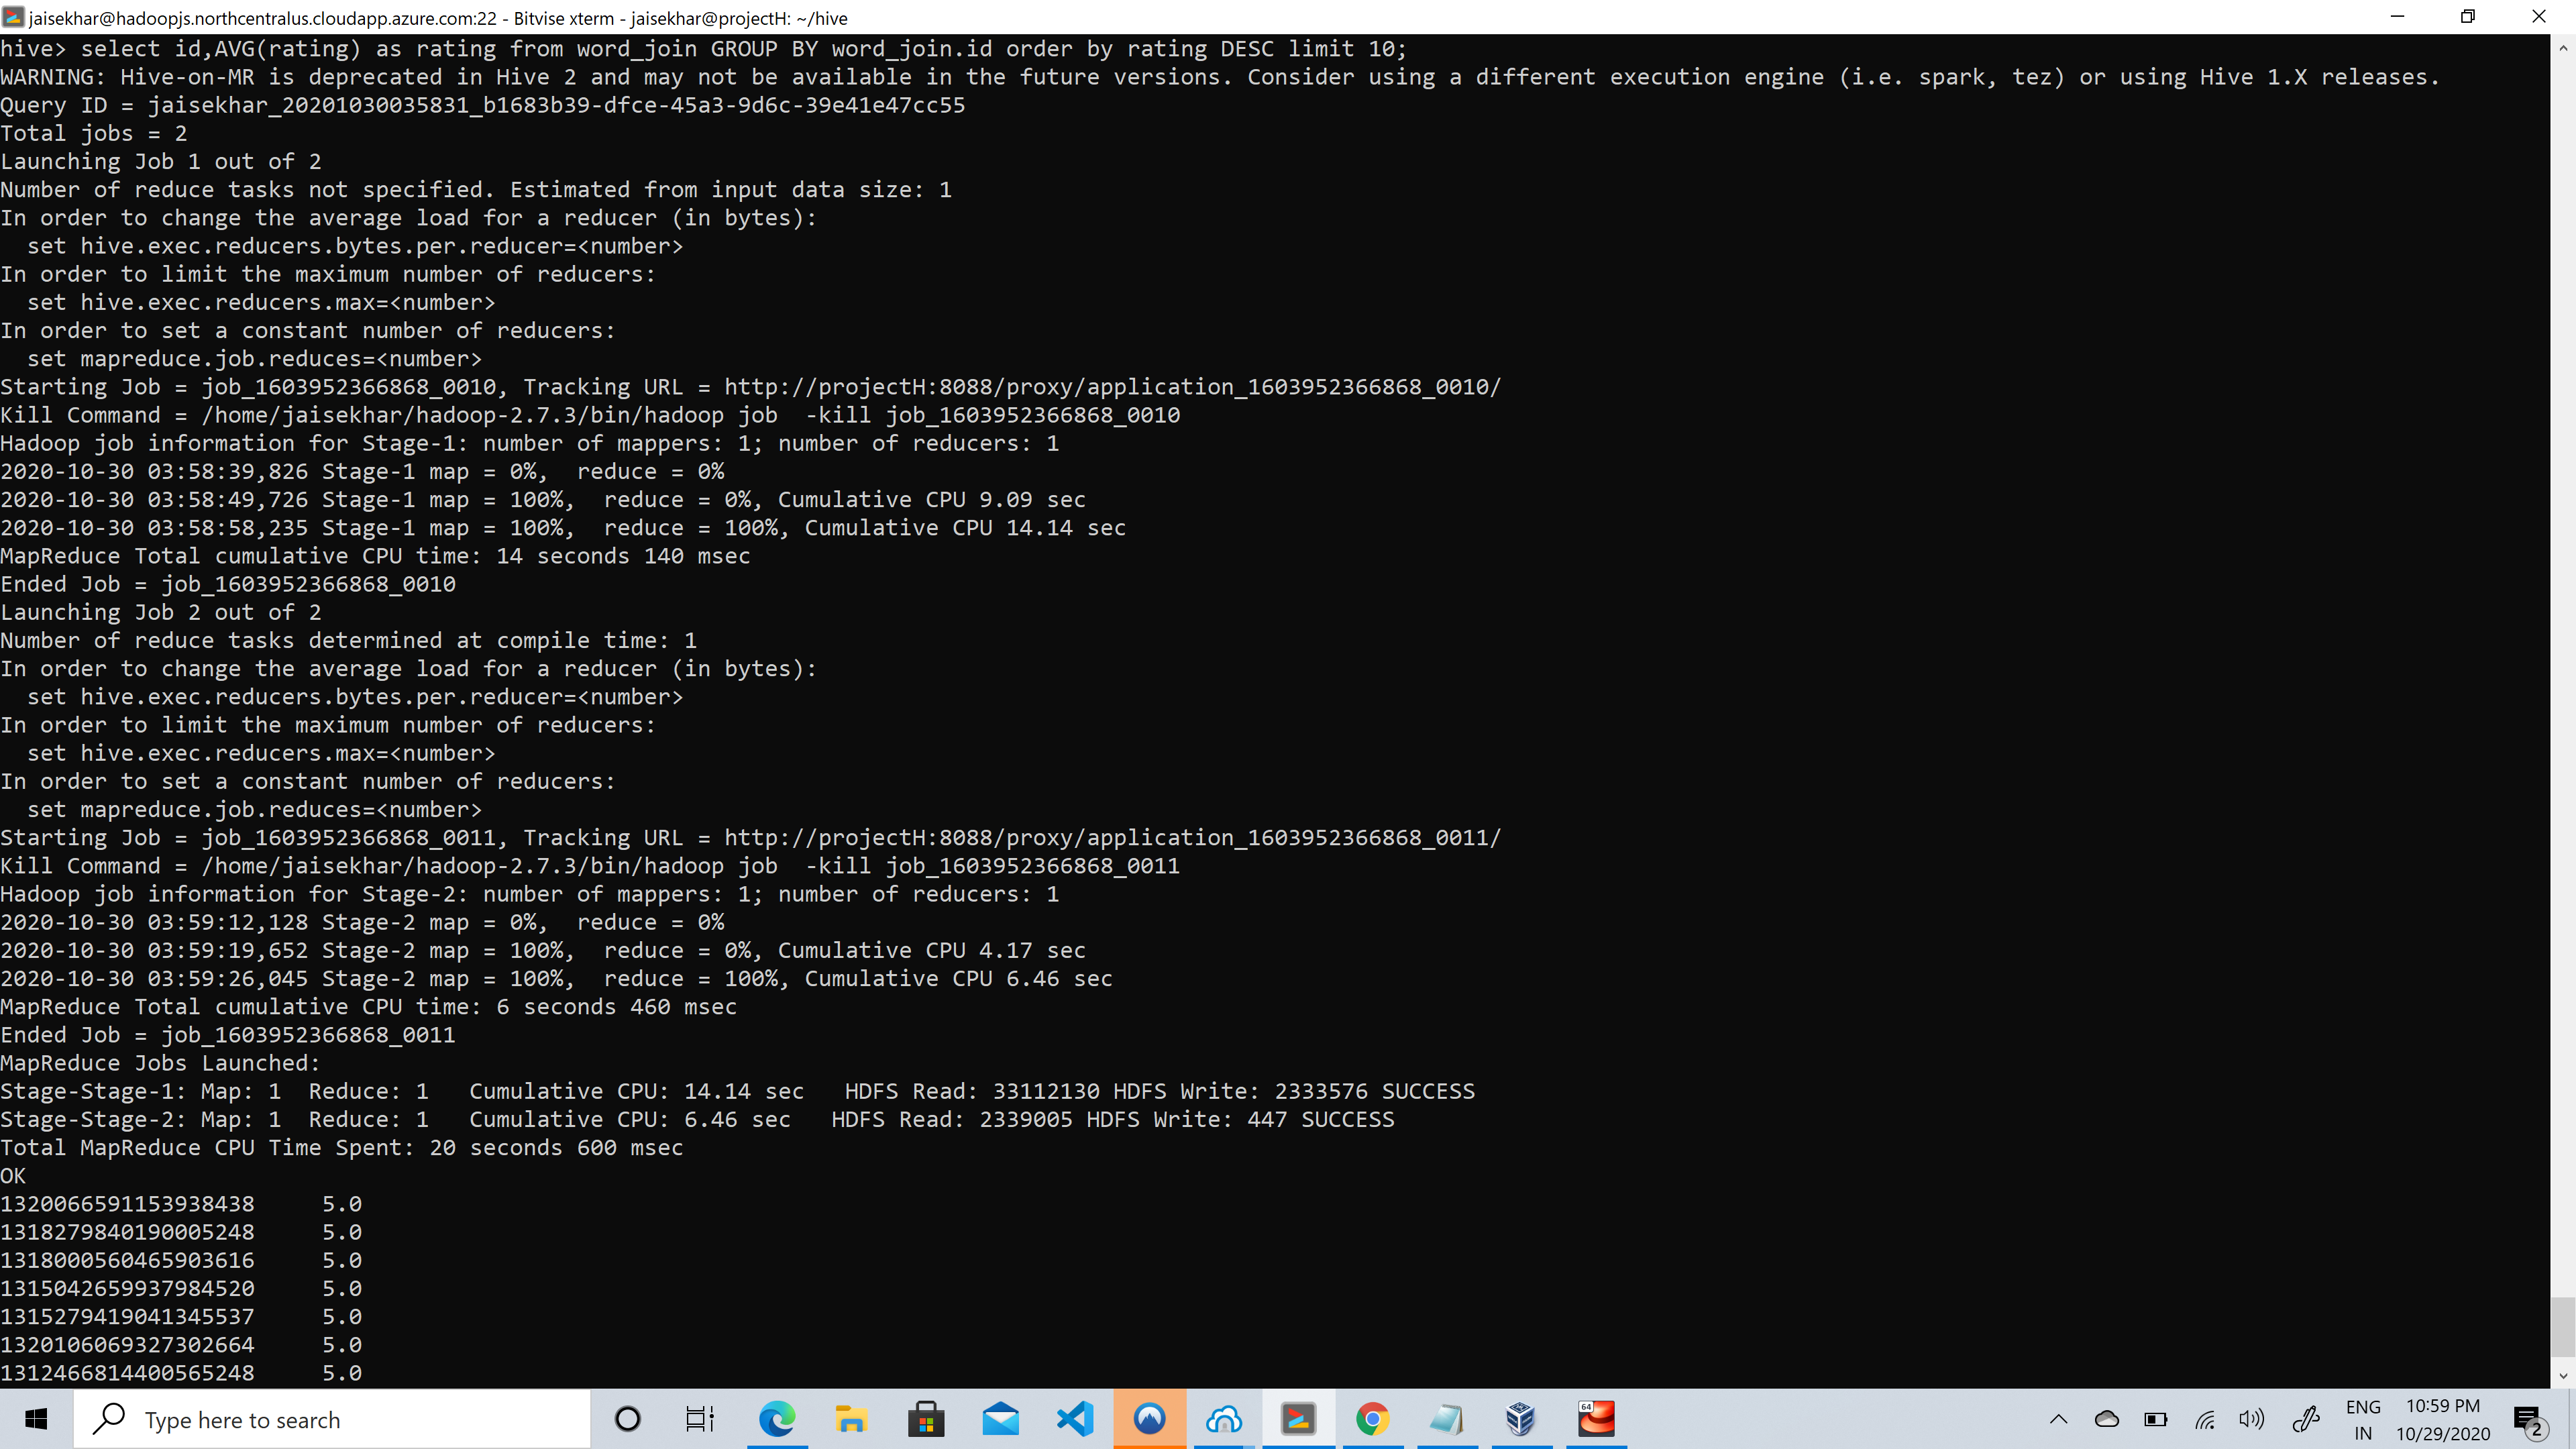 jaisekhar@hadoopjs.northcentralus.cloudapp.azure.com:22 - Bitvise xterm - jaisekhar@projectH: ~/hive
hive> select id,AVG(rating) as rating from word_join GROUP BY word_join.id order by rating DESC limit 10;
WARNING: Hive-on-MR is deprecated in Hive 2 and may not be available in the future versions. Consider using a different execution engine (i.e. spark, tez) or using Hive 1.X releases.
Query ID = jaisekhar_20201030035831_b1683b39-dfce-45a3-9d6c-39e41e47cc55
Total jobs = 2
Launching Job 1 out of 2
Number of reduce tasks not specified. Estimated from input data size: 1
In order to change the average load for a reducer (in bytes):
  set hive.exec.reducers.bytes.per.reducer=<number>
In order to limit the maximum number of reducers:
  set hive.exec.reducers.max=<number>
In order to set a constant number of reducers:
  set mapreduce.job.reduces=<number>
Starting Job = job_1603952366868_0010, Tracking URL = http://projectH:8088/proxy/application_1603952366868_0010/
Kill Command = /home/jaisekhar/hadoop-2.7.3/bin/hadoop job  -kill job_1603952366868_0010
Hadoop job information for Stage-1: number of mappers: 1; number of reducers: 1
2020-10-30 03:58:39,826 Stage-1 map = 0%,  reduce = 0%
2020-10-30 03:58:49,726 Stage-1 map = 100%,  reduce = 0%, Cumulative CPU 9.09 sec
2020-10-30 03:58:58,235 Stage-1 map = 100%,  reduce = 100%, Cumulative CPU 14.14 sec
MapReduce Total cumulative CPU time: 14 seconds 140 msec
Ended Job = job_1603952366868_0010
Launching Job 2 out of 2
Number of reduce tasks determined at compile time: 1
In order to change the average load for a reducer (in bytes):
  set hive.exec.reducers.bytes.per.reducer=<number>
In order to limit the maximum number of reducers:
  set hive.exec.reducers.max=<number>
In order to set a constant number of reducers:
  set mapreduce.job.reduces=<number>
Starting Job = job_1603952366868_0011, Tracking URL = http://projectH:8088/proxy/application_1603952366868_0011/
Kill Command = /home/jaisekhar/hadoop-2.7.3/bin/hadoop job  -kill job_1603952366868_0011
Hadoop job information for Stage-2: number of mappers: 1; number of reducers: 1
2020-10-30 03:59:12,128 Stage-2 map = 0%,  reduce = 0%
2020-10-30 03:59:19,652 Stage-2 map = 100%,  reduce = 0%, Cumulative CPU 4.17 sec
2020-10-30 03:59:26,045 Stage-2 map = 100%,  reduce = 100%, Cumulative CPU 6.46 sec
MapReduce Total cumulative CPU time: 6 seconds 460 msec
Ended Job = job_1603952366868_0011
MapReduce Jobs Launched:
Stage-Stage-1: Map: 1  Reduce: 1   Cumulative CPU: 14.14 sec   HDFS Read: 33112130 HDFS Write: 2333576 SUCCESS
Stage-Stage-2: Map: 1  Reduce: 1   Cumulative CPU: 6.46 sec   HDFS Read: 2339005 HDFS Write: 447 SUCCESS
Total MapReduce CPU Time Spent: 20 seconds 600 msec
OK
1320066591153938438     5.0
1318279840190005248     5.0
1318000560465903616     5.0
1315042659937984520     5.0
1315279419041345537     5.0
1320106069327302664     5.0
1312466814400565248     5.0
Type here to search
64
ENG
IN
10:59 PM
10/29/2020
2